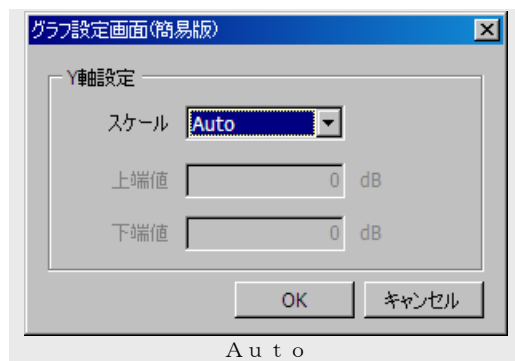 グラフ設定画面(簡易版)
Y軸設定
スケール Auto
上端値 0 dB
下端値 0 dB
OK キャンセル
Auto